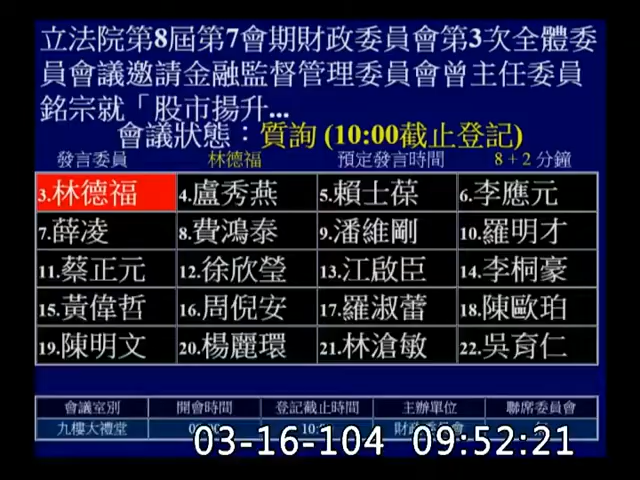 立法院第8屆第7會期財政委員會第3次全體委
員會議邀請金融監督管理委員會曾主任委員
銘宗就「股市揚升...
會議狀態：質詢 (10:00截止登記)
發言委員 林德福 預定發言時間 8 + 2 分鐘
3.林德福 4.盧秀燕 5.賴士葆 6.李應元
7.薛凌 8.費鴻泰 9.潘維剛 10.羅明才
11.蔡正元 12.徐欣瑩 13.江啟臣 14.李桐豪
15.黃偉哲 16.周倪安 17.羅淑蕾 18.陳歐珀
19.陳明文 20.楊麗環 21.林滄敏 22.吳育仁
會議室別 開會時間 登記截止時間 主辦單位 聯席委員會
九樓大禮堂 財政委員會
03-16-104 09:52:21